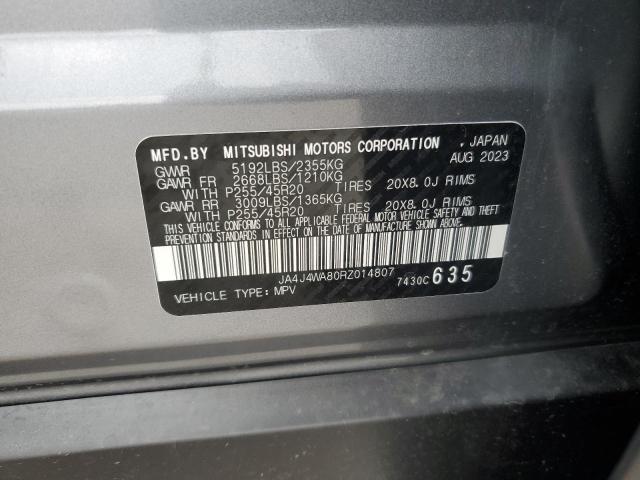 MFD.BY MITSUBISHI MOTORS CORPORATION , JAPAN
GVWR 5192LBS/2355KG AUG 2023
GAWR FR 2668LBS/1210KG
WITH P255/45R20 TIRES 20X8.0J RIMS
GAWR RR 3009LBS/1365KG
WITH P255/45R20 TIRES 20X8.0J RIMS
THIS VEHICLE CONFORMS TO ALL APPLICABLE FEDERAL MOTOR VEHICLE SAFETY AND THEFT
PREVENTION STANDARDS IN EFFECT ON THE DATE OF MANUFACTURE SHOWN ABOVE.
JA4J4WA80RZ014807
VEHICLE TYPE: MPV 7430C 635